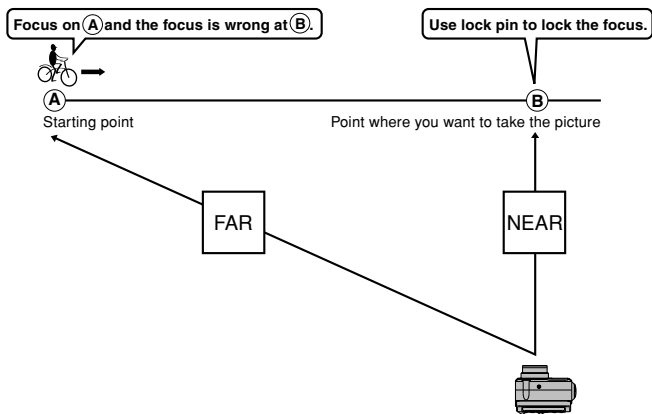 Focus on A and the focus is wrong at B.
Use lock pin to lock the focus.
A
B
Starting point
Point where you want to take the picture
FAR
NEAR